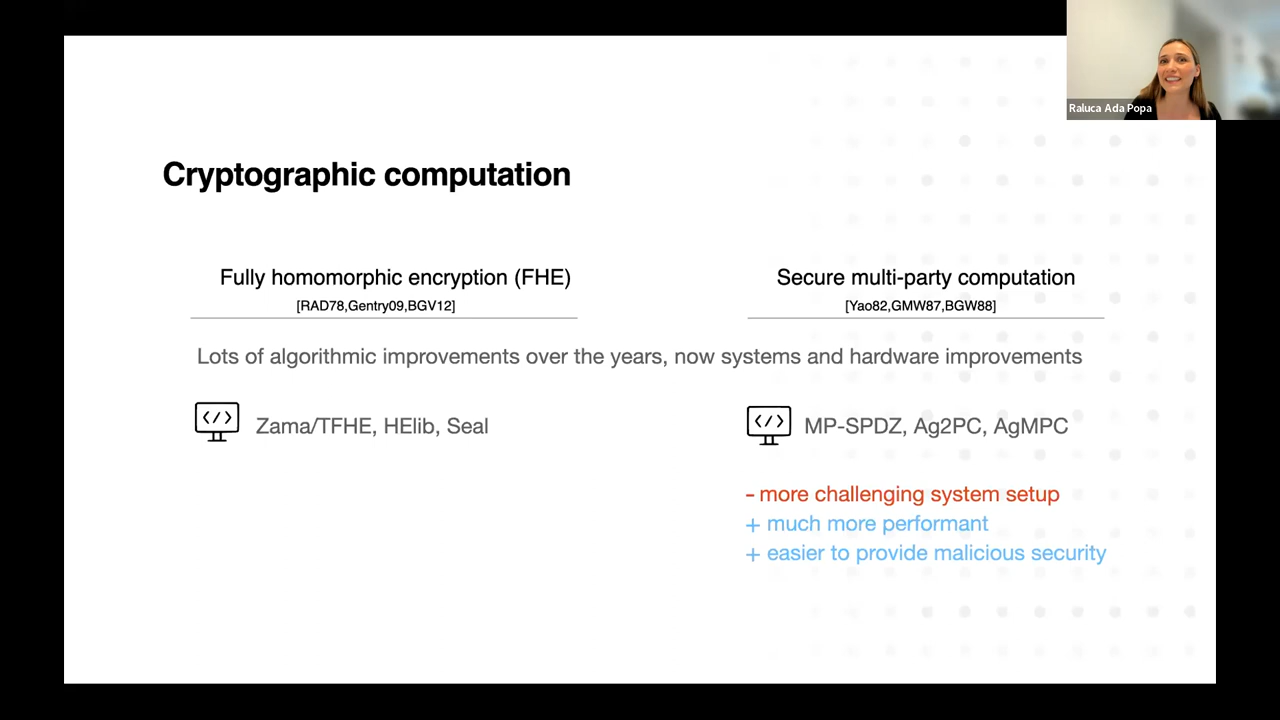 Raluca Ada Popa
Cryptographic computation
Fully homomorphic encryption (FHE)
[RAD78,Gentry09,BGV12]
Secure multi-party computation
[Yao82,GMW87,BGW88]
Lots of algorithmic improvements over the years, now systems and hardware improvements
</> Zama/TFHE, HElib, Seal
</> MP-SPDZ, Ag2PC, AgMPC
- more challenging system setup
+ much more performant
+ easier to provide malicious security